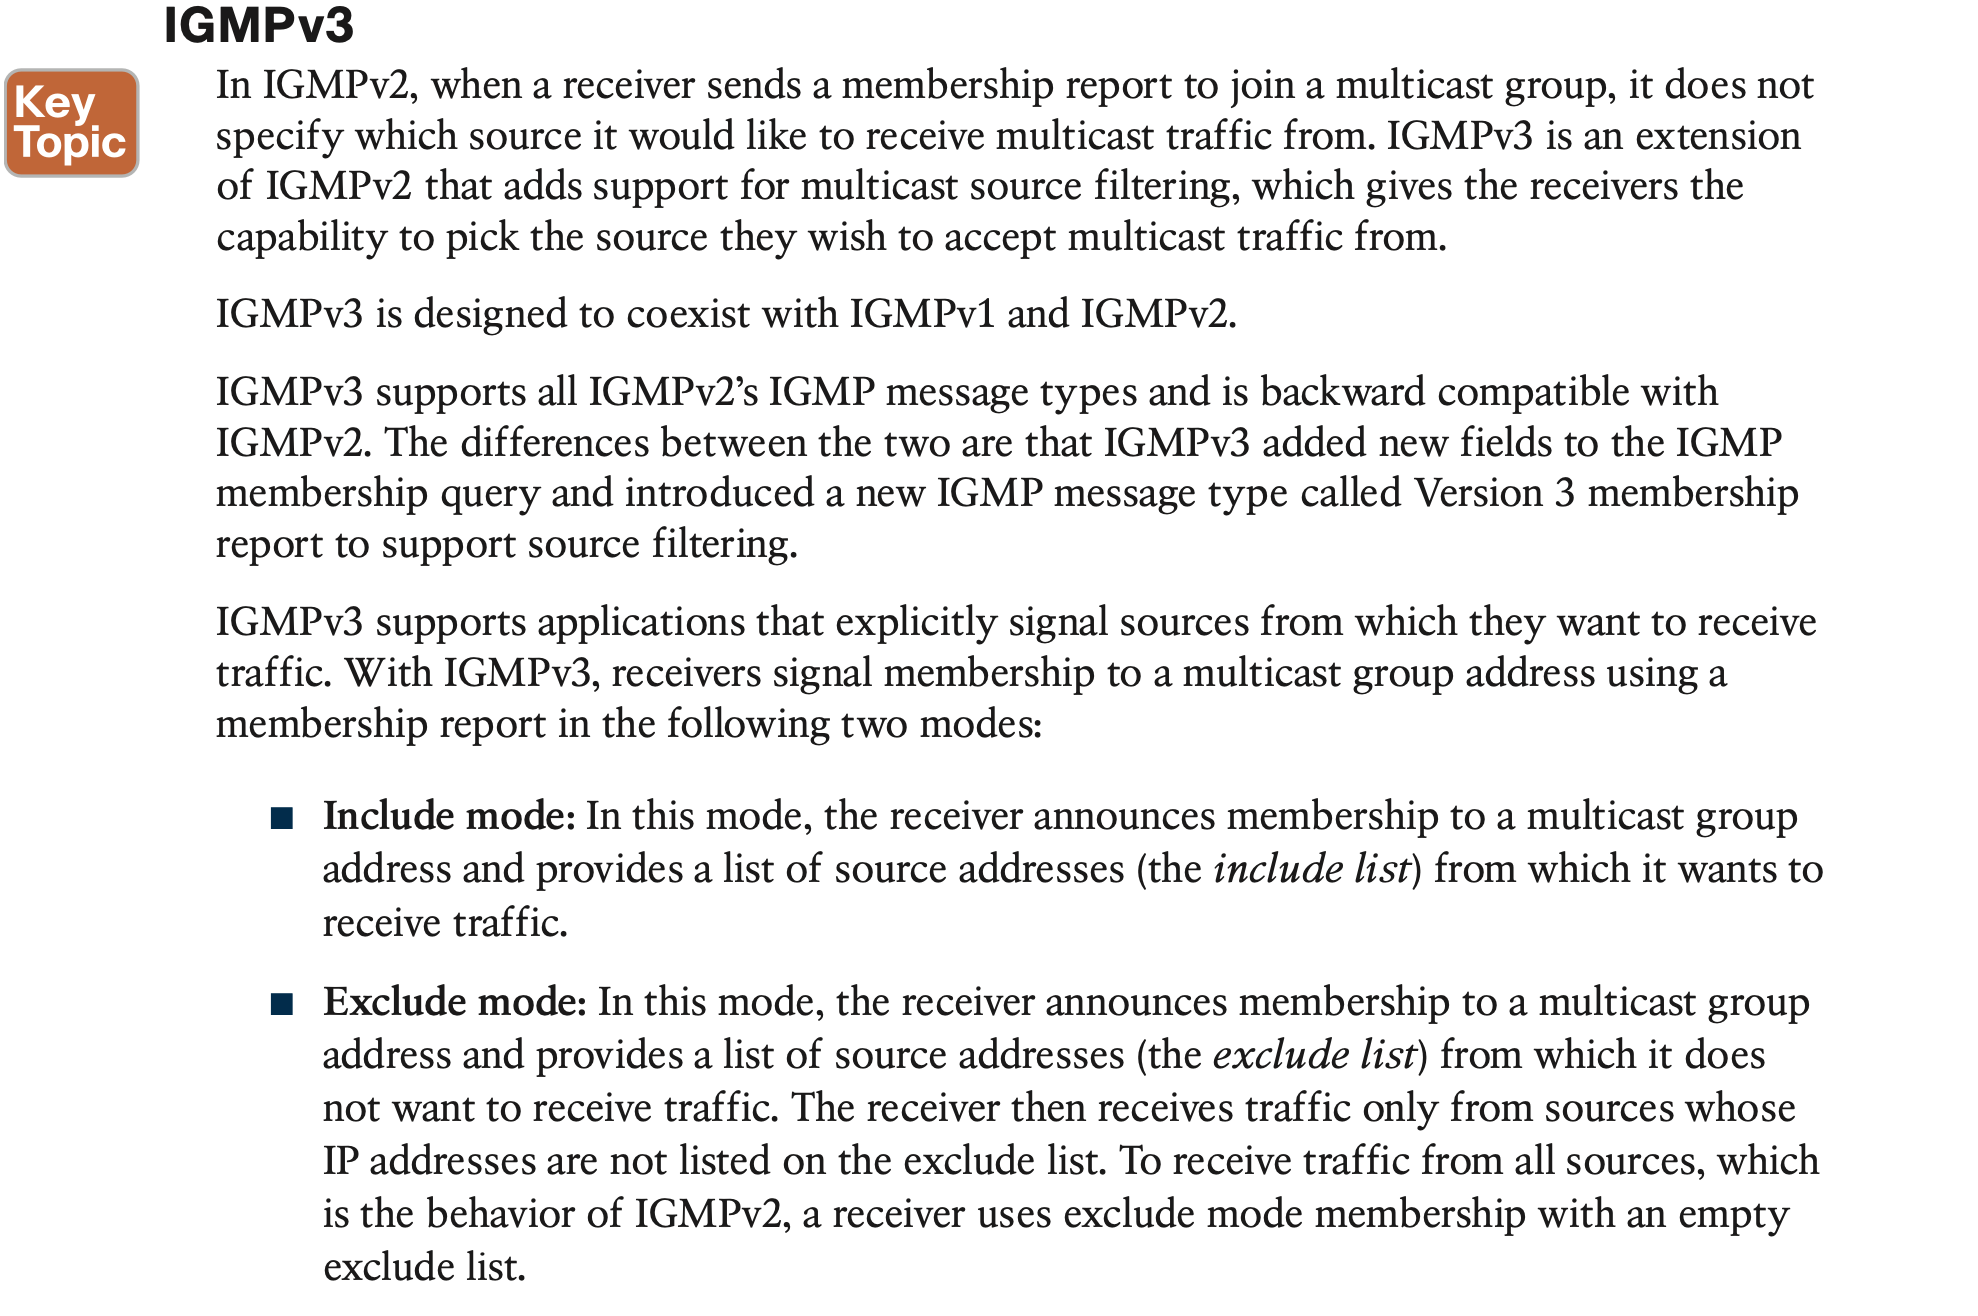 IGMPv3
Key
Topic
In IGMPv2, when a receiver sends a membership report to join a multicast group, it does not
specify which source it would like to receive multicast traffic from. IGMPv3 is an extension
of IGMPv2 that adds support for multicast source filtering, which gives the receivers the
capability to pick the source they wish to accept multicast traffic from.
IGMPv3 is designed to coexist with IGMPv1 and IGMPv2.
IGMPv3 supports all IGMPv2’s IGMP message types and is backward compatible with
IGMPv2. The differences between the two are that IGMPv3 added new fields to the IGMP
membership query and introduced a new IGMP message type called Version 3 membership
report to support source filtering.
IGMPv3 supports applications that explicitly signal sources from which they want to receive
traffic. With IGMPv3, receivers signal membership to a multicast group address using a
membership report in the following two modes:
■ Include mode: In this mode, the receiver announces membership to a multicast group
address and provides a list of source addresses (the include list) from which it wants to
receive traffic.
■ Exclude mode: In this mode, the receiver announces membership to a multicast group
address and provides a list of source addresses (the exclude list) from which it does
not want to receive traffic. The receiver then receives traffic only from sources whose
IP addresses are not listed on the exclude list. To receive traffic from all sources, which
is the behavior of IGMPv2, a receiver uses exclude mode membership with an empty
exclude list.